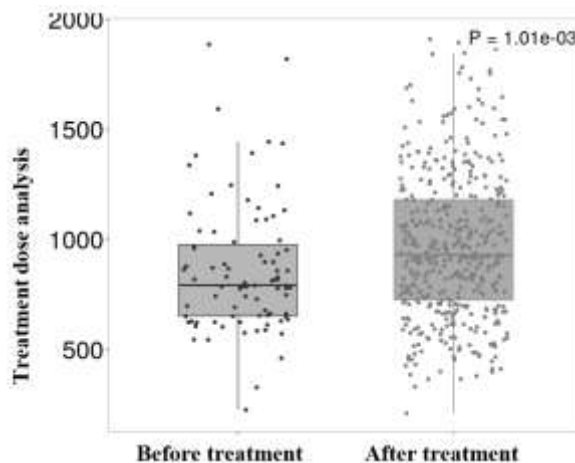 2000
P = 1.01e-03
1500
1000
500
Treatment dose analysis
Before treatment
After treatment